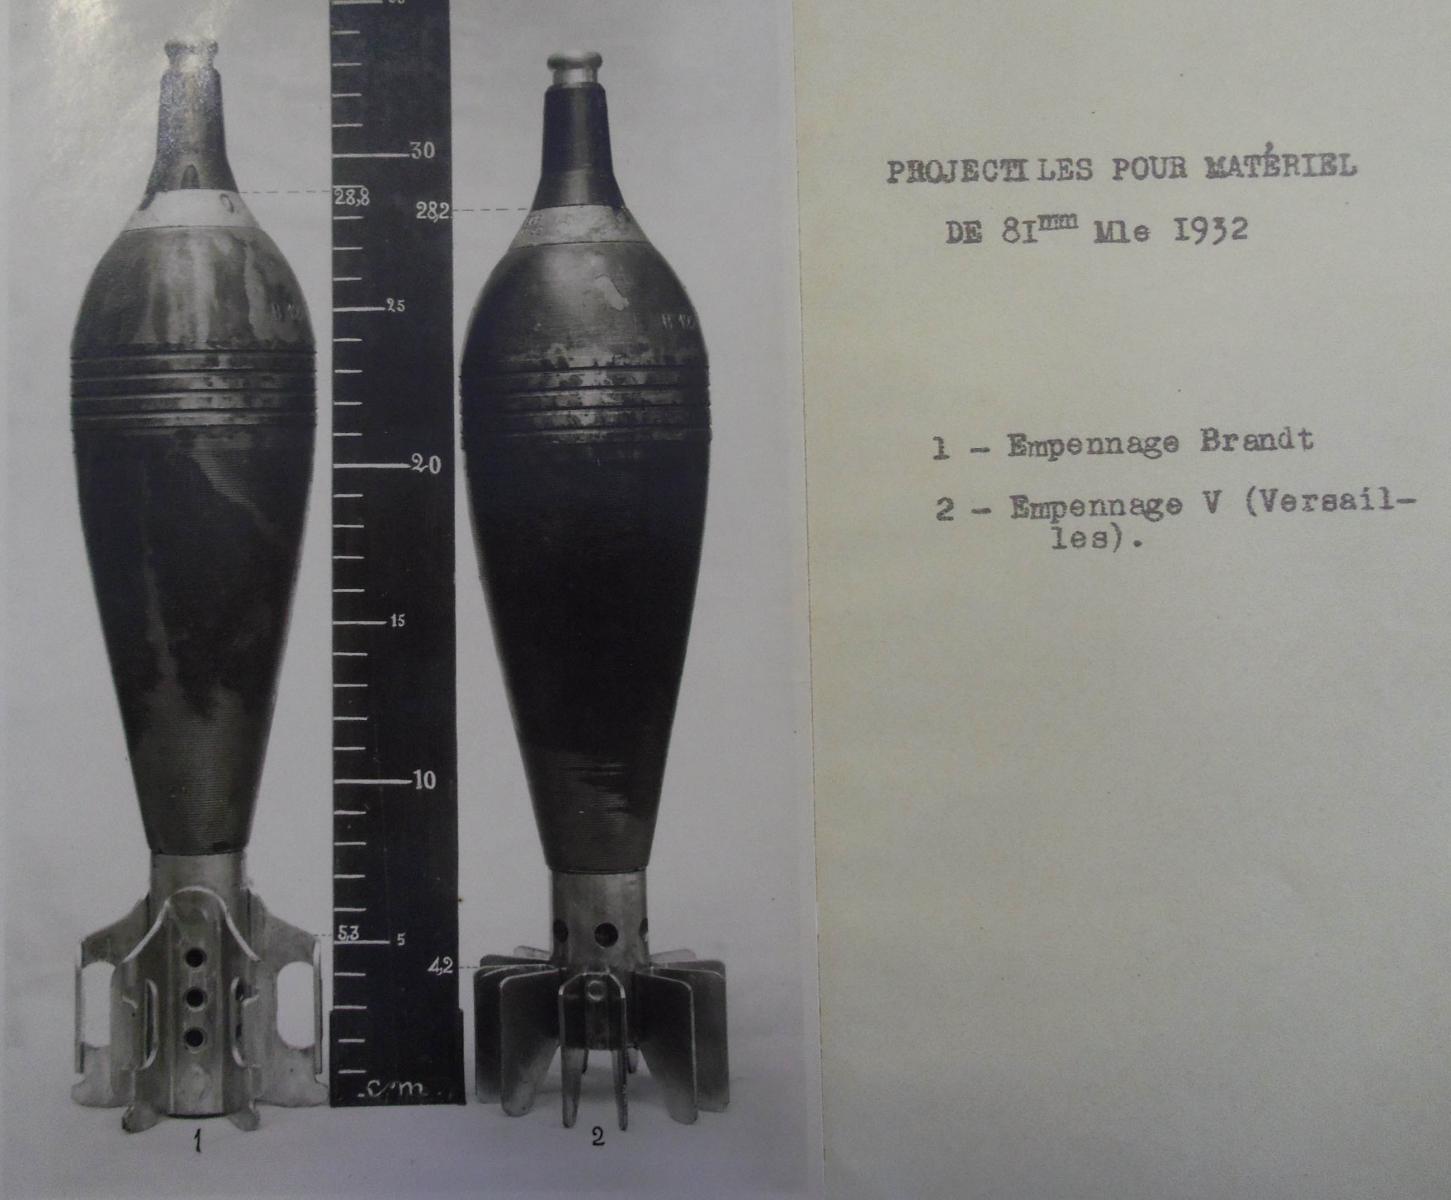 30
28,8
28,2
25
20
15
10
5,3
5
4,2
c/m
1
2
PROJECTILES POUR MATÉRIEL
DE 81mm Mle 1932
1 - Empennage Brandt
2 - Empennage V (Versail-
les).